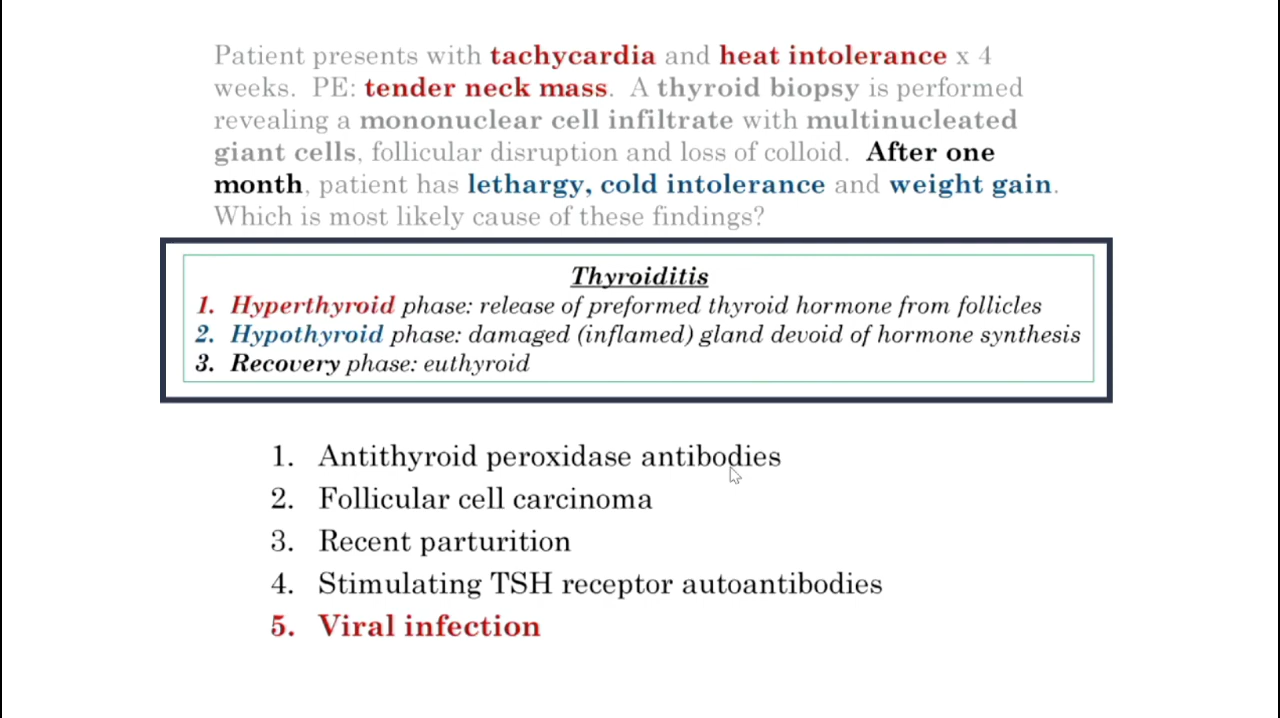 Patient presents with tachycardia and heat intolerance x 4
weeks. PE: tender neck mass. A thyroid biopsy is performed
revealing a mononuclear cell infiltrate with multinucleated
giant cells, follicular disruption and loss of colloid. After one
month, patient has lethargy, cold intolerance and weight gain.
Which is most likely cause of these findings?
Thyroiditis
1. Hyperthyroid phase: release of preformed thyroid hormone from follicles
2. Hypothyroid phase: damaged (inflamed) gland devoid of hormone synthesis
3. Recovery phase: euthyroid
1. Antithyroid peroxidase antibodies
2. Follicular cell carcinoma
3. Recent parturition
4. Stimulating TSH receptor autoantibodies
5. Viral infection